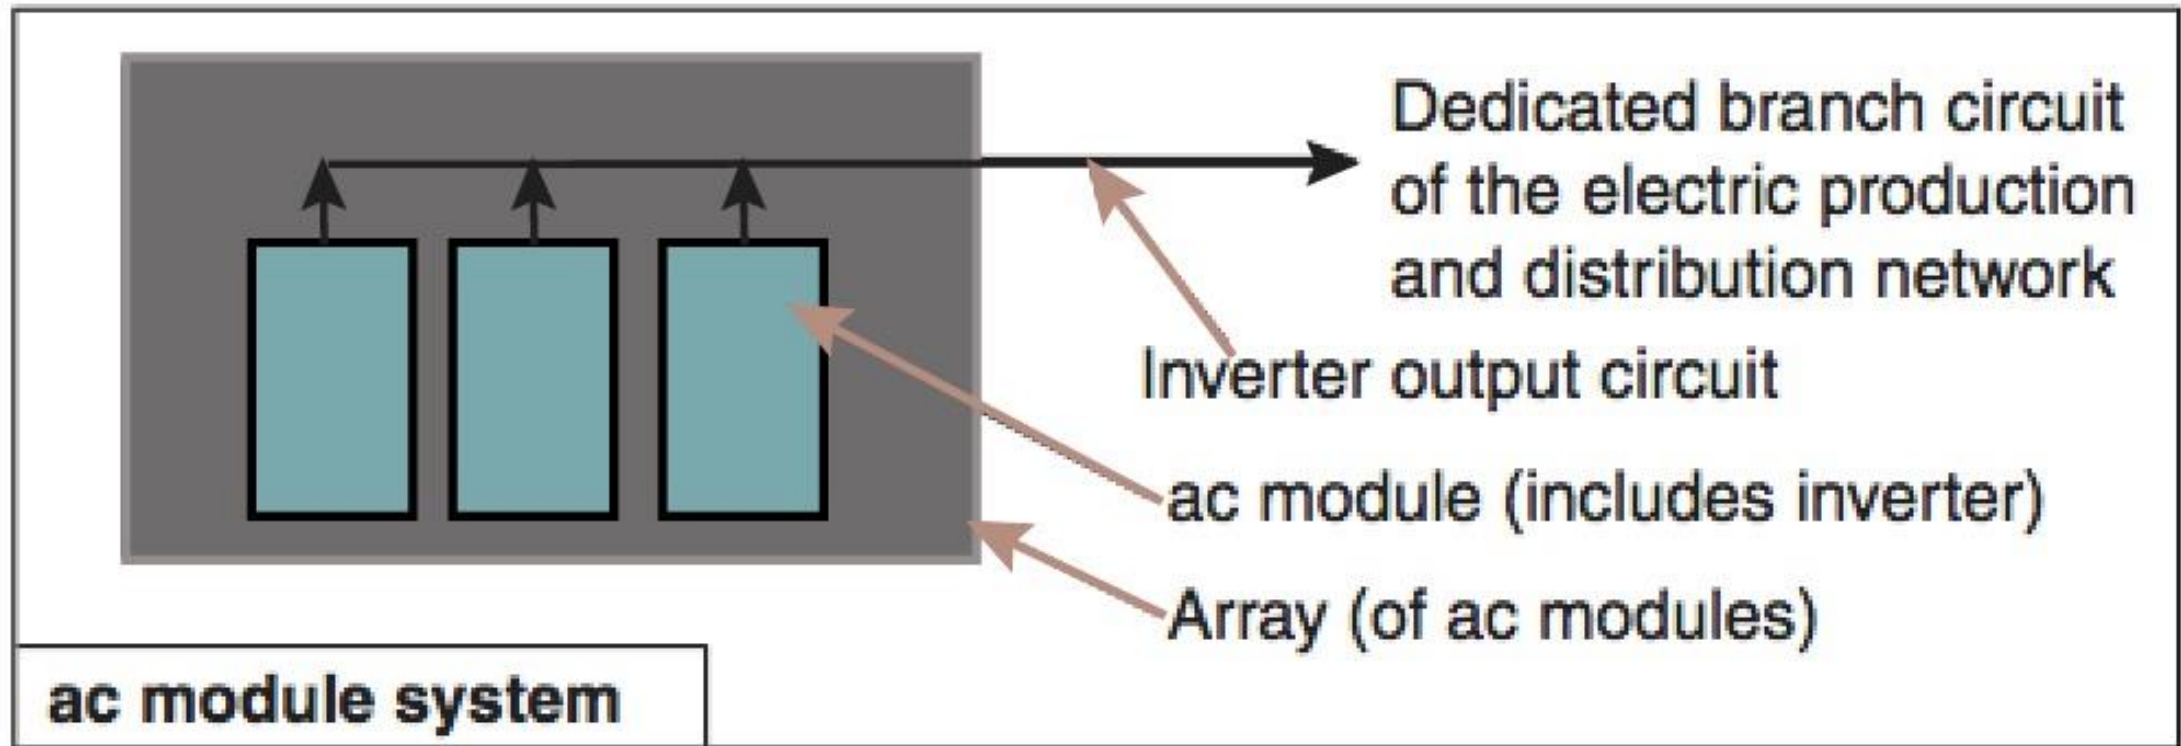 Dedicated branch circuit
of the electric production
and distribution network
Inverter output circuit
ac module (includes inverter)
Array (of ac modules)
ac module system